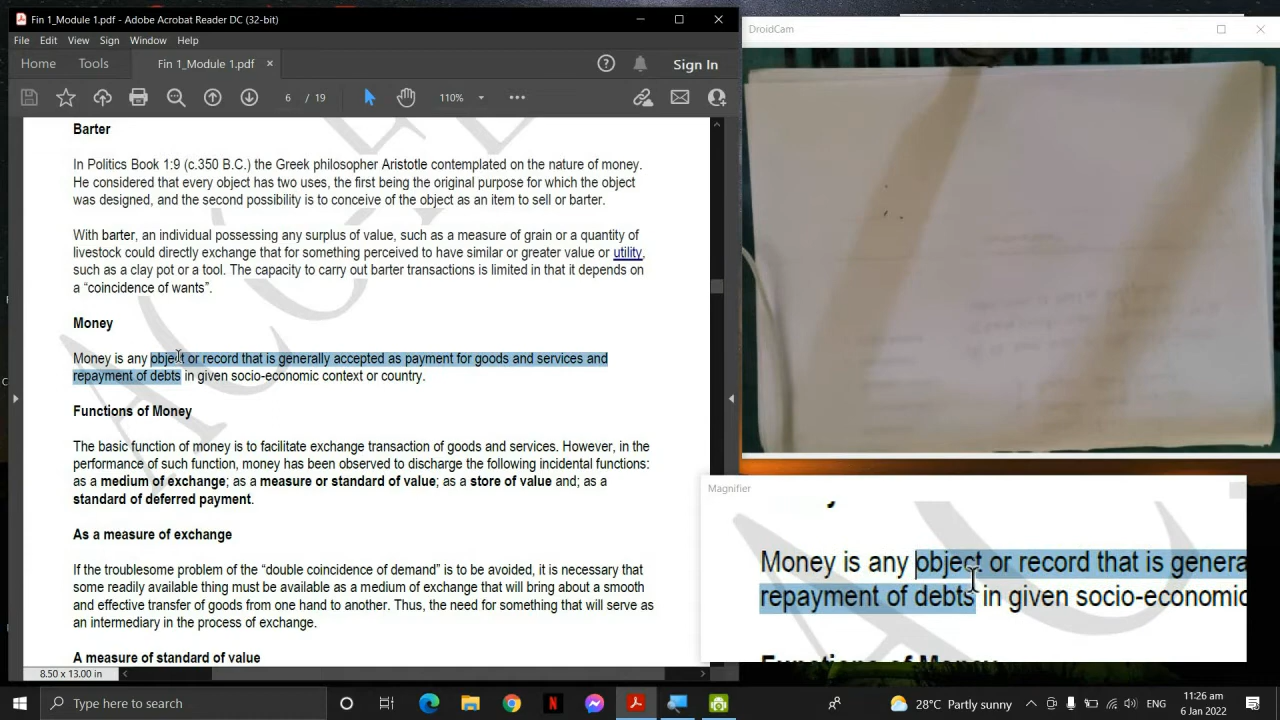 Fin 1_Module 1.pdf - Adobe Acrobat Reader DC (32-bit)
File Edit View Sign Window Help
Home Tools Fin 1_Module 1.pdf × Sign In
6 / 19 110%
Barter
In Politics Book 1:9 (c.350 B.C.) the Greek philosopher Aristotle contemplated on the nature of money.
He considered that every object has two uses, the first being the original purpose for which the object
was designed, and the second possibility is to conceive of the object as an item to sell or barter.
With barter, an individual possessing any surplus of value, such as a measure of grain or a quantity of
livestock could directly exchange that for something perceived to have similar or greater value or utility,
such as a clay pot or a tool. The capacity to carry out barter transactions is limited in that it depends on
a “coincidence of wants”.
Money
Money is any object or record that is generally accepted as payment for goods and services and
repayment of debts in given socio-economic context or country.
Functions of Money
The basic function of money is to facilitate exchange transaction of goods and services. However, in the
performance of such function, money has been observed to discharge the following incidental functions:
as a medium of exchange; as a measure or standard of value; as a store of value and; as a
standard of deferred payment.
As a measure of exchange
If the troublesome problem of the “double coincidence of demand” is to be avoided, it is necessary that
some readily available thing must be available as a medium of exchange that will bring about a smooth
and effective transfer of goods from one hand to another. Thus, the need for something that will serve as
an intermediary in the process of exchange.
A measure of standard of value
8.50 x 13.00 in
DroidCam
Magnifier
Money is any object or record that is genera
repayment of debts in given socio-economic
Functions of Money
Type here to search
28°C Partly sunny
ENG
11:26 am
6 Jan 2022